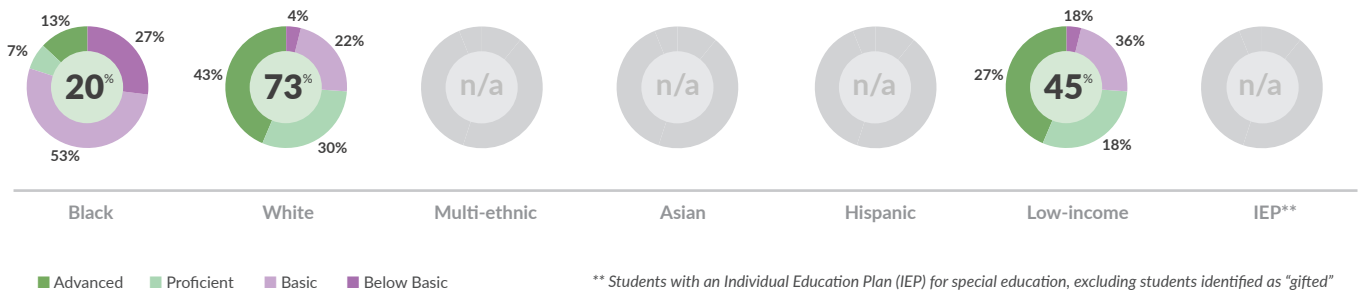 13%
27%
7%
20%
53%
4%
22%
43%
73%
30%
n/a
n/a
n/a
18%
36%
27%
45%
18%
n/a
Black White Multi-ethnic Asian Hispanic Low-income IEP**
Advanced Proficient Basic Below Basic
** Students with an Individual Education Plan (IEP) for special education, excluding students identified as “gifted”